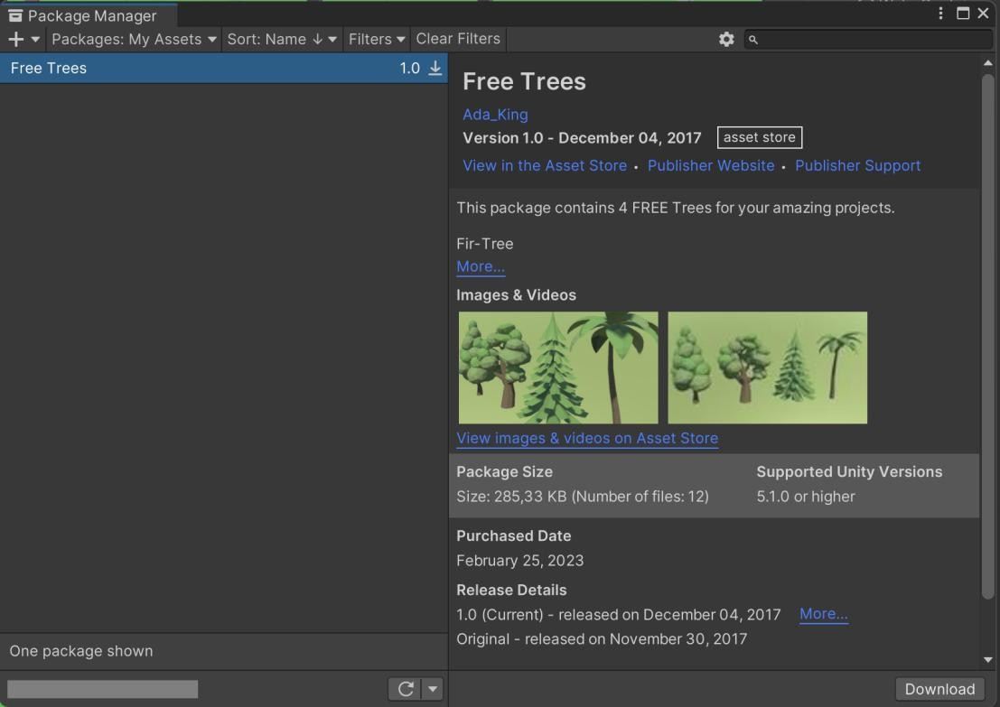 Package Manager
Packages: My Assets Sort: Name ↓ Filters Clear Filters
Free Trees 1.0
Free Trees
Ada_King
Version 1.0 - December 04, 2017 asset store
View in the Asset Store • Publisher Website • Publisher Support
This package contains 4 FREE Trees for your amazing projects.
Fir-Tree
More...
Images & Videos
View images & videos on Asset Store
Package Size Supported Unity Versions
Size: 285,33 KB (Number of files: 12) 5.1.0 or higher
Purchased Date
February 25, 2023
Release Details
1.0 (Current) - released on December 04, 2017 More...
Original - released on November 30, 2017
One package shown
Download